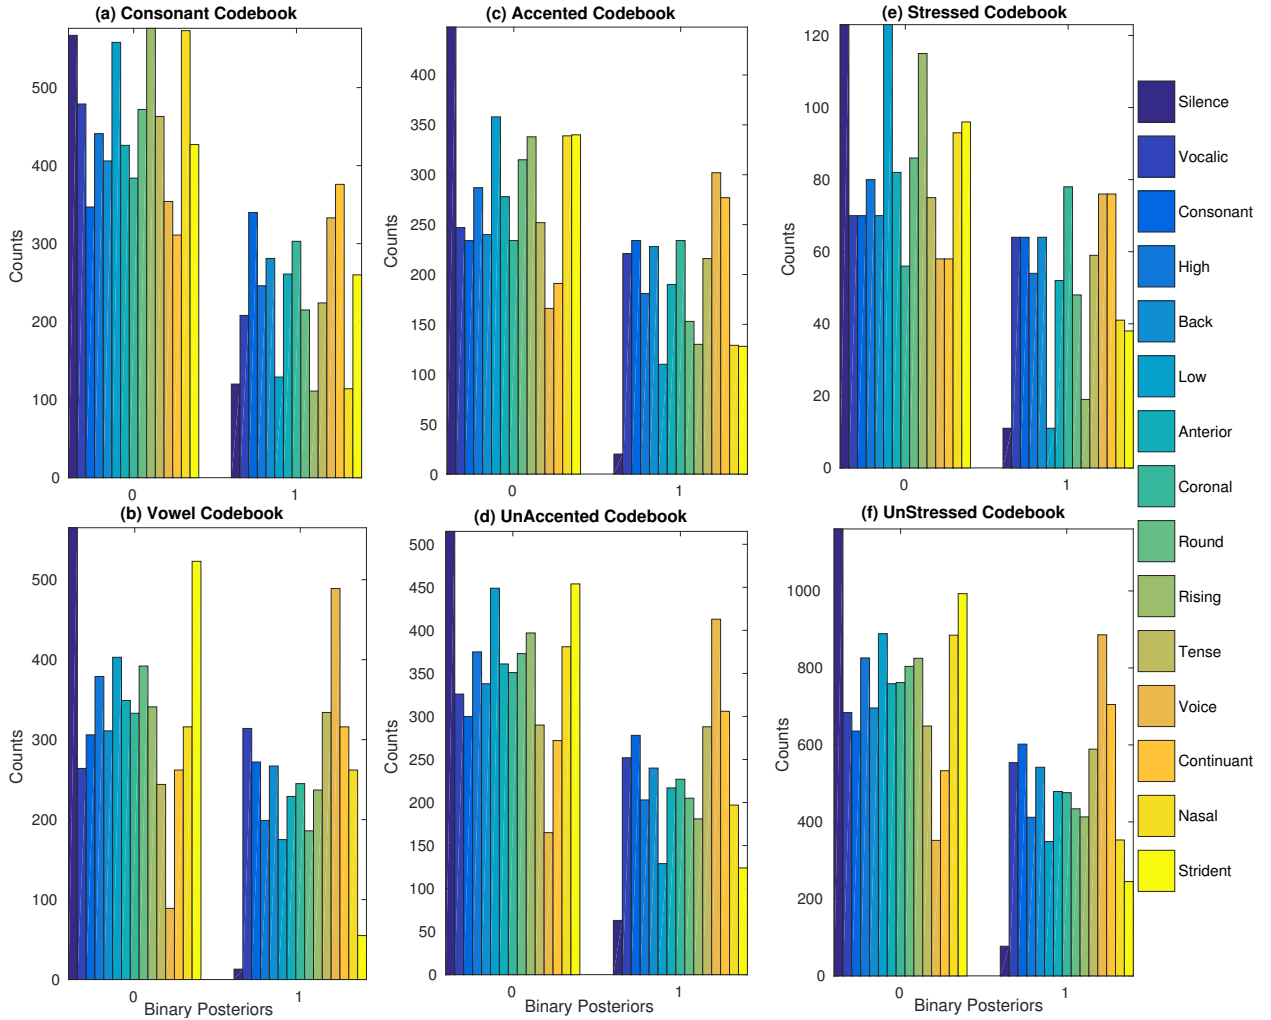 (a) Consonant Codebook
500
400
300
200
100
0
Counts
0
1
(b) Vowel Codebook
500
400
300
200
100
0
Counts
0
1
Binary Posteriors
(c) Accented Codebook
400
350
300
250
200
150
100
50
0
Counts
0
1
(d) UnAccented Codebook
500
450
400
350
300
250
200
150
100
50
0
Counts
0
1
Binary Posteriors
(e) Stressed Codebook
120
100
80
60
40
20
0
Counts
0
1
(f) UnStressed Codebook
1000
800
600
400
200
0
Counts
0
1
Binary Posteriors
Silence
Vocalic
Consonant
High
Back
Low
Anterior
Coronal
Round
Rising
Tense
Voice
Continuant
Nasal
Strident